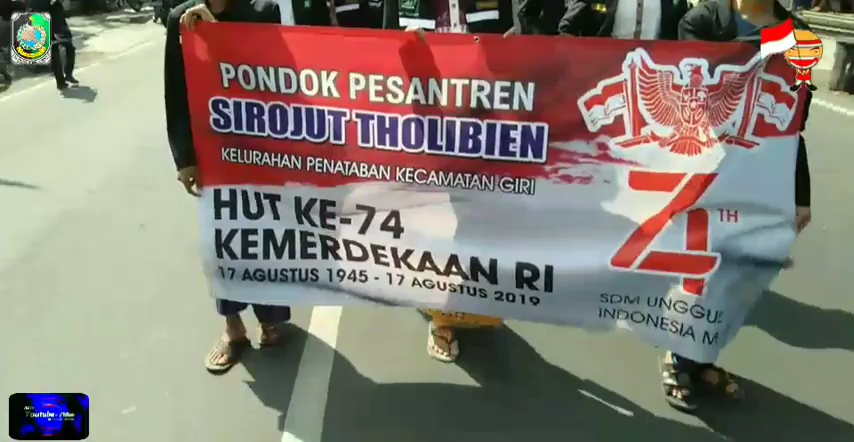 PONDOK PESANTREN
SIROJUT THOLIBIEN
KELURAHAN PENATABAN KECAMATAN GIRI
HUT KE-74
KEMERDEKAAN RI
17 AGUSTUS 1945 - 17 AGUSTUS 2019
74TH
SDM UNGGUL
INDONESIA M